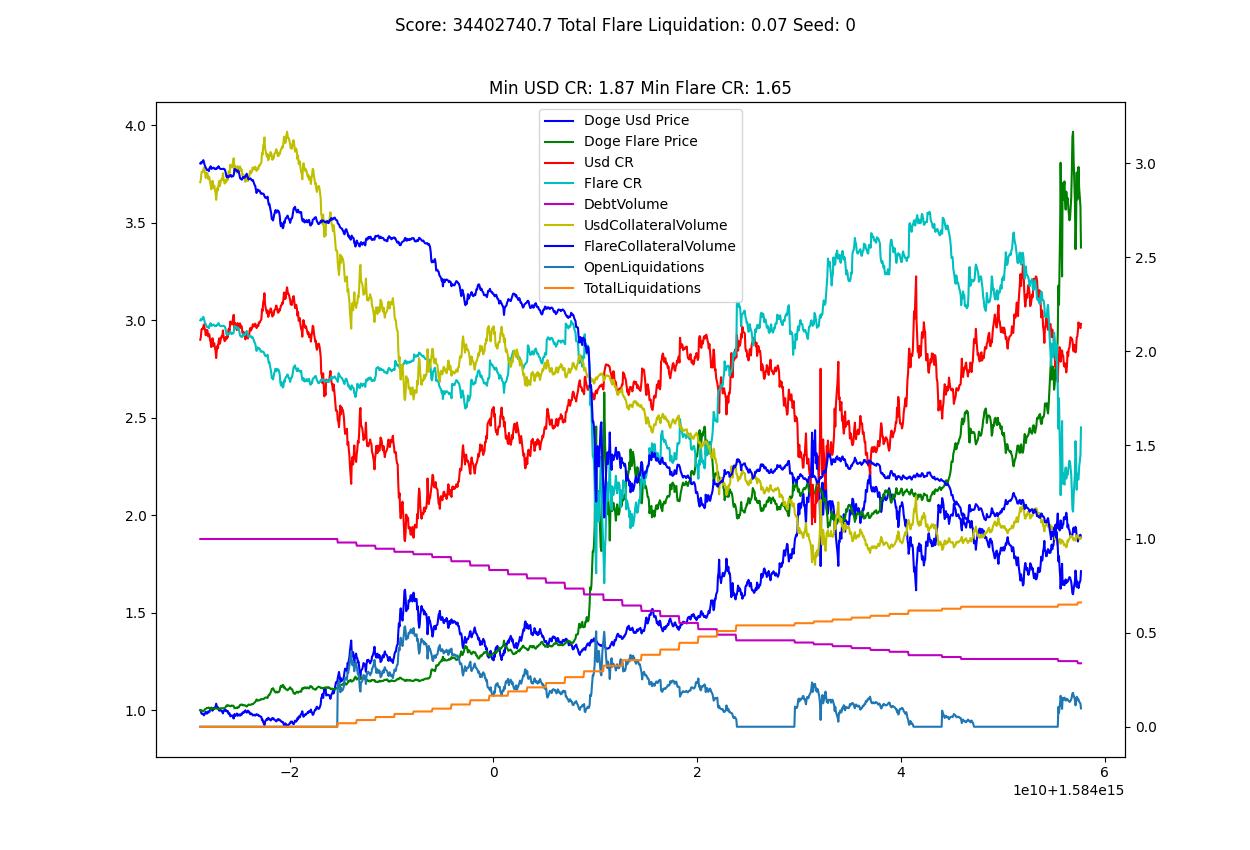 Score: 34402740.7 Total Flare Liquidation: 0.07 Seed: 0
Min USD CR: 1.87 Min Flare CR: 1.65
Doge Usd Price
Doge Flare Price
Usd CR
Flare CR
DebtVolume
UsdCollateralVolume
FlareCollateralVolume
OpenLiquidations
TotalLiquidations
4.0
3.5
3.0
2.5
2.0
1.5
1.0
3.0
2.5
2.0
1.5
1.0
0.5
0.0
−2
0
2
4
6
1e10+1.584e15